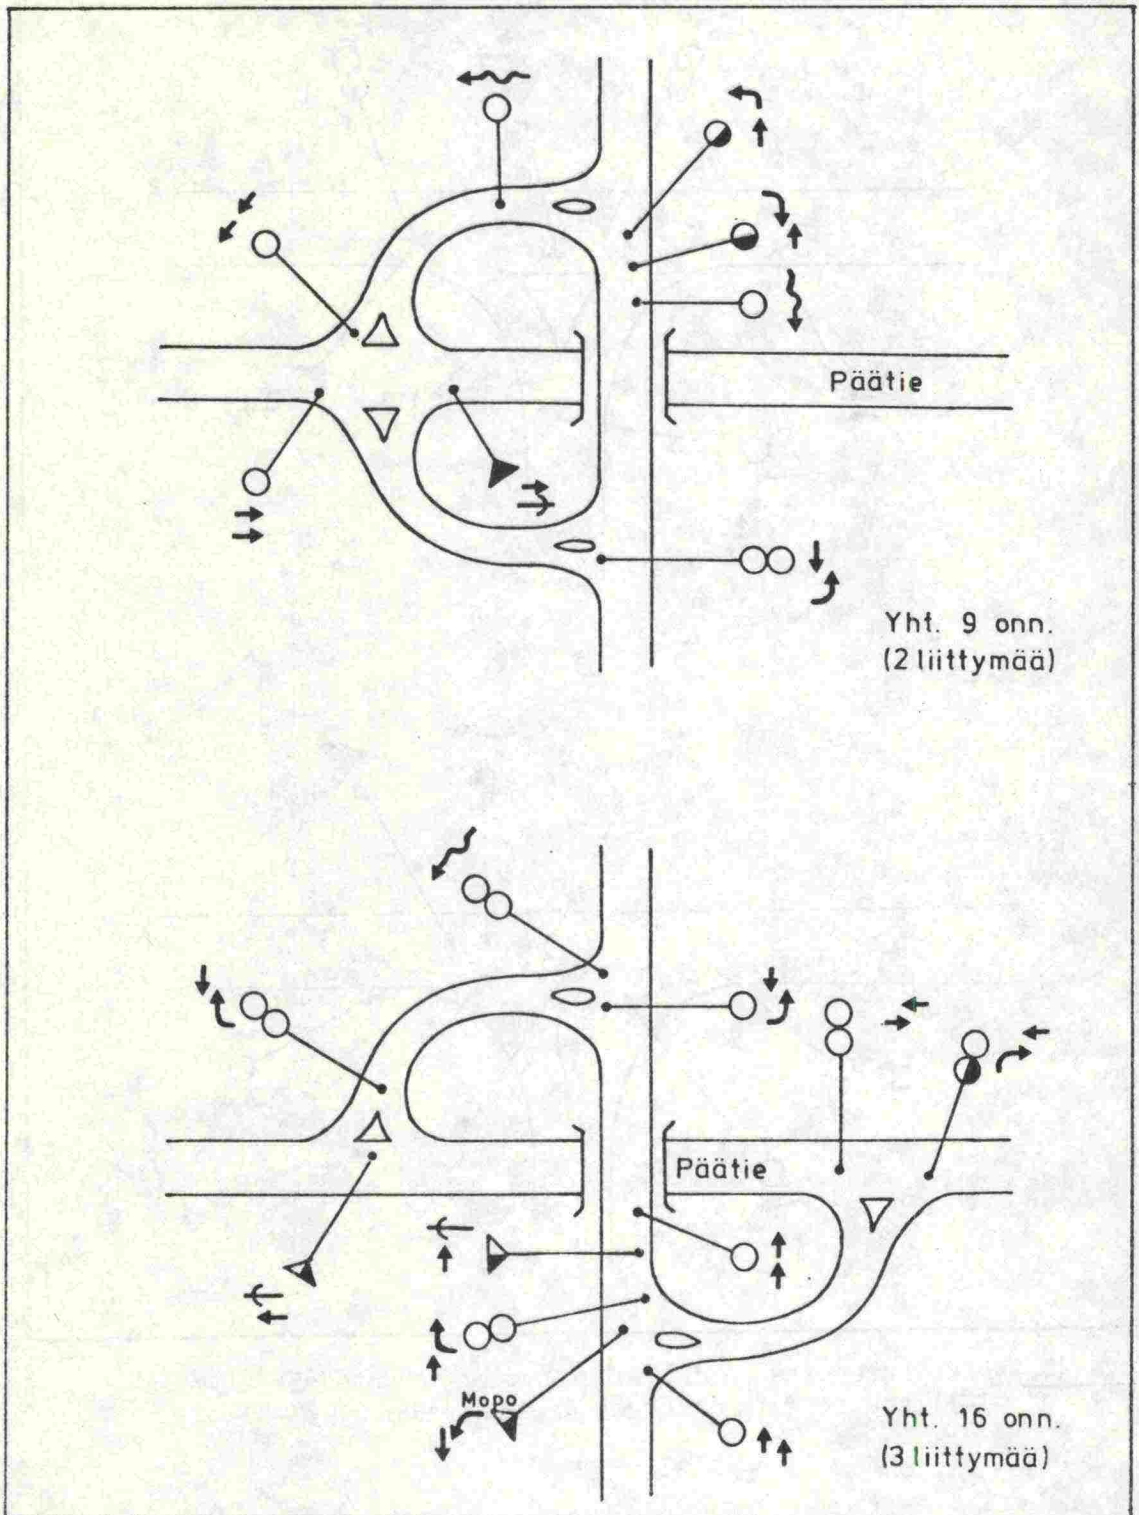 Päätie
Yht. 9 onn.
(2 liittymää)
Päätie
Mopo
Yht. 16 onn.
(3 liittymää)